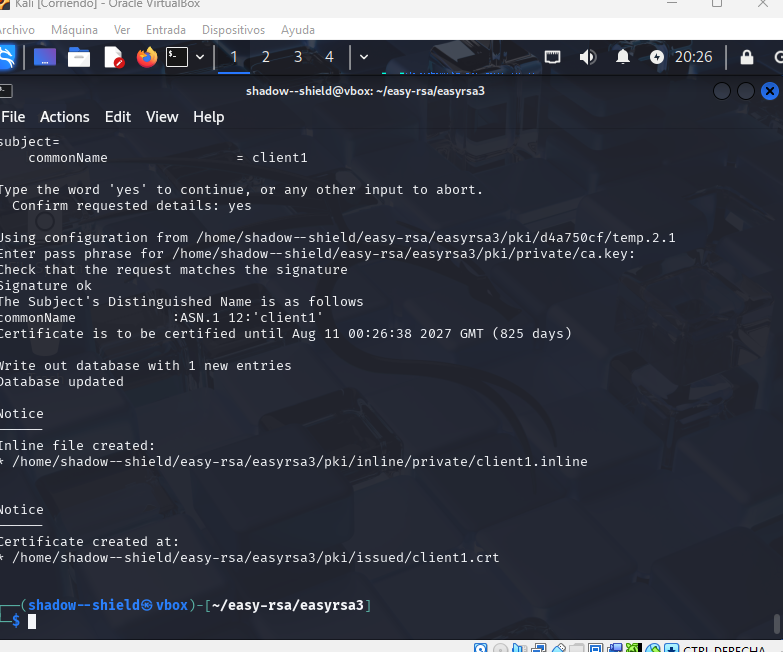 Kali [Corriendo] - Oracle VirtualBox
Archivo Máquina Ver Entrada Dispositivos Ayuda
1 2 3 4 20:26
shadow--shield@vbox: ~/easy-rsa/easyrsa3
File Actions Edit View Help
subject=
commonName = client1
Type the word 'yes' to continue, or any other input to abort.
Confirm requested details: yes
Using configuration from /home/shadow--shield/easy-rsa/easyrsa3/pki/d4a750cf/temp.2.1
Enter pass phrase for /home/shadow--shield/easy-rsa/easyrsa3/pki/private/ca.key:
Check that the request matches the signature
Signature ok
The Subject's Distinguished Name is as follows
commonName :ASN.1 12:'client1'
Certificate is to be certified until Aug 11 00:26:38 2027 GMT (825 days)
Write out database with 1 new entries
Database updated
Notice
------
Inline file created:
* /home/shadow--shield/easy-rsa/easyrsa3/pki/inline/private/client1.inline
Notice
------
Certificate created at:
* /home/shadow--shield/easy-rsa/easyrsa3/pki/issued/client1.crt
┌──(shadow--shield㉿vbox)-[~/easy-rsa/easyrsa3]
└─$
CTRL DERECHA